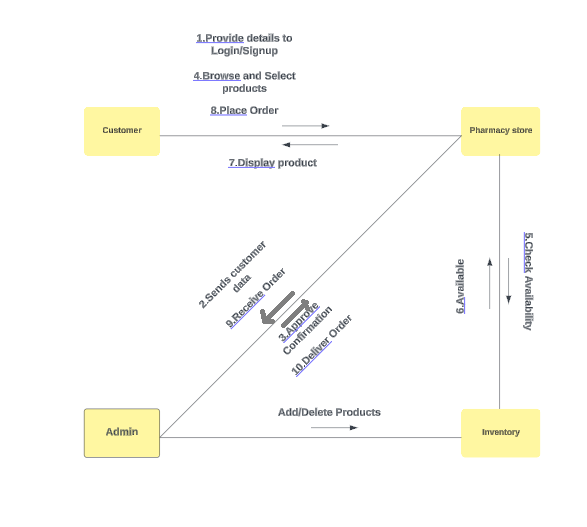 1.Provide details to
Login/Signup
4.Browse and Select
products
8.Place Order
Customer
Pharmacy store
7.Display product
2.Sends customer
data
9.Receive Order
3.Approve
Confirmation
10.Deliver Order
6.Available
5.Check Availability
Add/Delete Products
Admin
Inventory